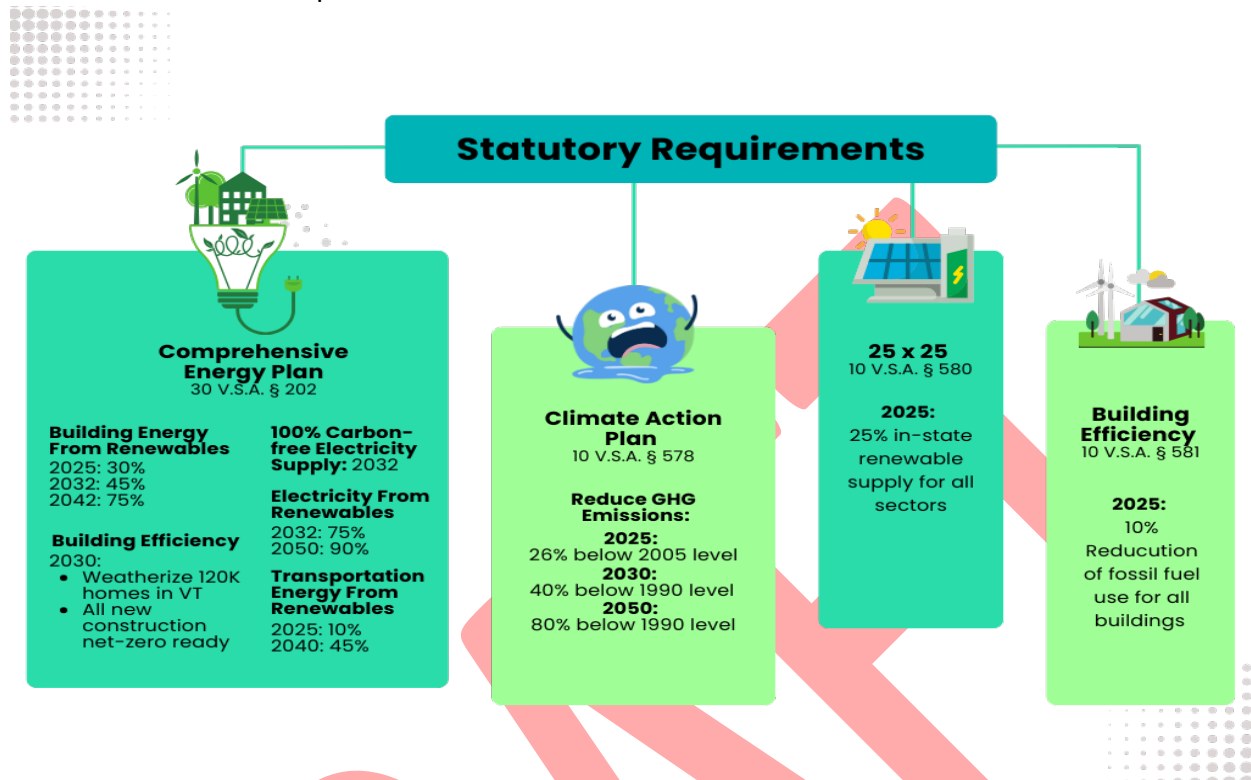 Statutory Requirements
Comprehensive
Energy Plan
30 V.S.A. § 202
Building Energy
From Renewables
2025: 30%
2032: 45%
2042: 75%
Building Efficiency
2030:
• Weatherize 120K
homes in VT
• All new
construction
net-zero ready
100% Carbon-
free Electricity
Supply: 2032
Electricity From
Renewables
2032: 75%
2050: 90%
Transportation
Energy From
Renewables
2025: 10%
2040: 45%
Climate Action
Plan
10 V.S.A. § 578
Reduce GHG
Emissions:
2025:
26% below 2005 level
2030:
40% below 1990 level
2050:
80% below 1990 level
25 x 25
10 V.S.A. § 580
2025:
25% in-state
renewable
supply for all
sectors
Building
Efficiency
10 V.S.A. § 581
2025:
10%
Reducution
of fossil fuel
use for all
buildings